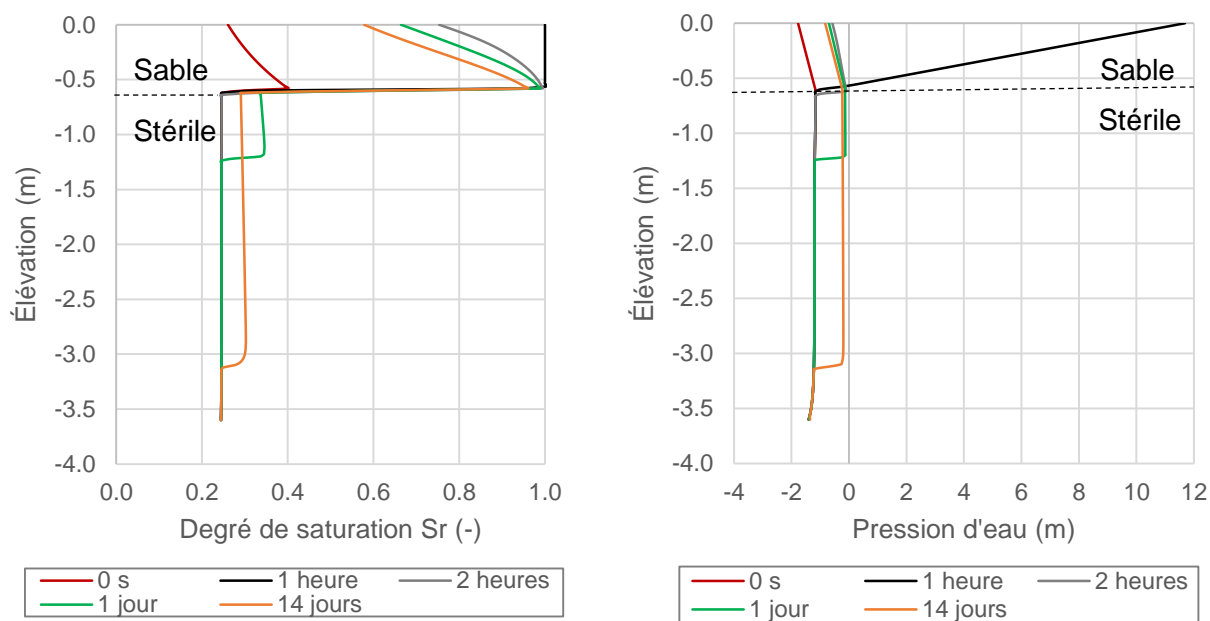 0.0
-0.5
-1.0
-1.5
-2.0
-2.5
-3.0
-3.5
-4.0
Élévation (m)
Sable
Stérile
0.0 0.2 0.4 0.6 0.8 1.0
Degré de saturation Sr (-)
0 s 1 heure 2 heures
1 jour 14 jours
0.0
-0.5
-1.0
-1.5
-2.0
-2.5
-3.0
-3.5
-4.0
Élévation (m)
Sable
Stérile
-4 -2 0 2 4 6 8 10 12
Pression d'eau (m)
0 s 1 heure 2 heures
1 jour 14 jours